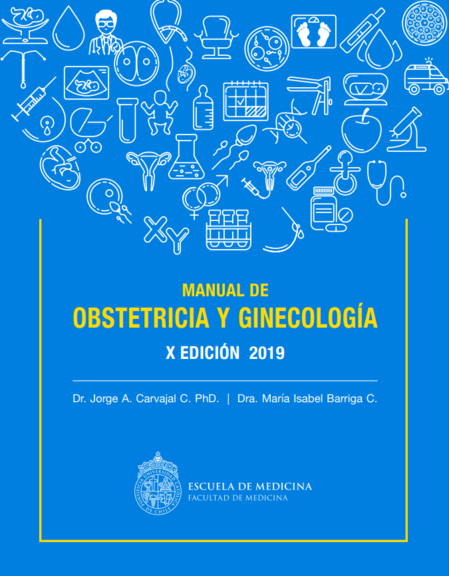 MANUAL DE
OBSTETRICIA Y GINECOLOGÍA
X EDICIÓN 2019
Dr. Jorge A. Carvajal C. PhD. | Dra. María Isabel Barriga C.
ESCUELA DE MEDICINA
FACULTAD DE MEDICINA
XY